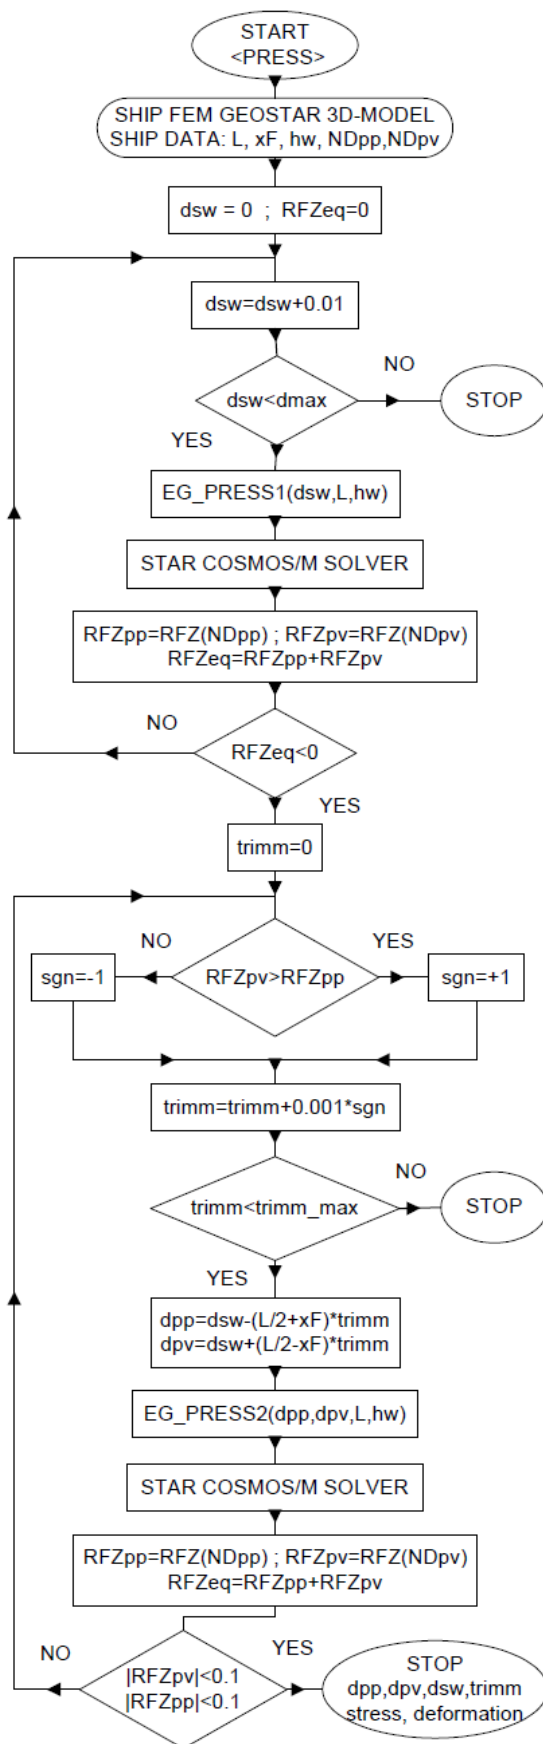 START
<PRESS>
SHIP FEM GEOSTAR 3D-MODEL
SHIP DATA: L, xF, hw, NDpp,NDpv
dsw = 0 ; RFZeq=0
dsw=dsw+0.01
NO
dsw<dmax
STOP
YES
EG_PRESS1(dsw,L,hw)
STAR COSMOS/M SOLVER
RFZpp=RFZ(NDpp) ; RFZpv=RFZ(NDpv)
RFZeq=RFZpp+RFZpv
NO
RFZeq<0
YES
trimm=0
NO
YES
sgn=-1
RFZpv>RFZpp
sgn=+1
trimm=trimm+0.001*sgn
NO
trimm<trimm_max
STOP
YES
dpp=dsw-(L/2+xF)*trimm
dpv=dsw+(L/2-xF)*trimm
EG_PRESS2(dpp,dpv,L,hw)
STAR COSMOS/M SOLVER
RFZpp=RFZ(NDpp) ; RFZpv=RFZ(NDpv)
RFZeq=RFZpp+RFZpv
NO
YES
|RFZpv|<0.1
|RFZpp|<0.1
STOP
dpp,dpv,dsw,trimm
stress, deformation